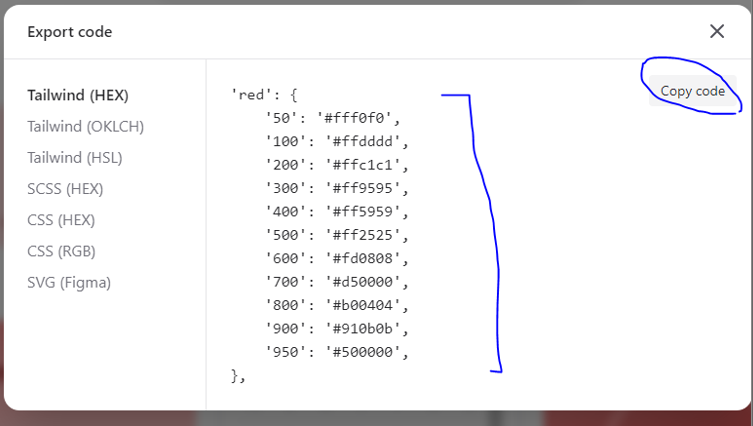 Export code
Tailwind (HEX)
Tailwind (OKLCH)
Tailwind (HSL)
SCSS (HEX)
CSS (HEX)
CSS (RGB)
SVG (Figma)
Copy code
'red': {
    '50': '#fff0f0',
    '100': '#ffdddd',
    '200': '#ffc1c1',
    '300': '#ff9595',
    '400': '#ff5959',
    '500': '#ff2525',
    '600': '#fd0808',
    '700': '#d50000',
    '800': '#b00404',
    '900': '#910b0b',
    '950': '#500000',
},